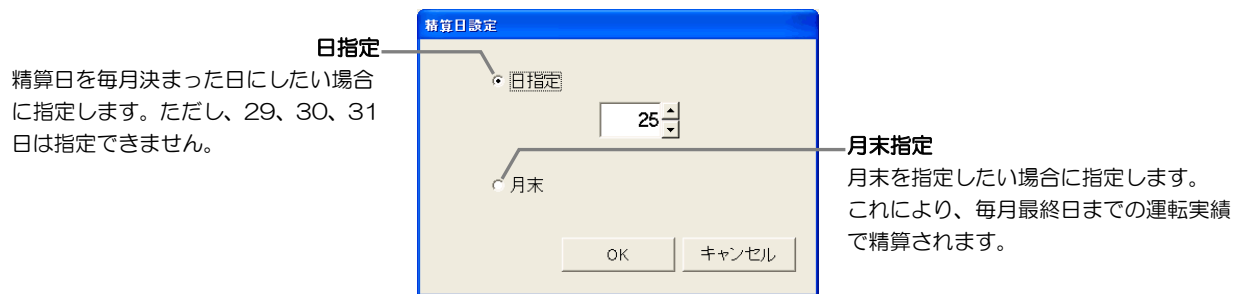 精算日設定
日指定
精算日を毎月決まった日にしたい場合
に指定します。ただし、29、30、31
日は指定できません。
日指定
25
月末指定
月末を指定したい場合に指定します。
これにより、毎月最終日までの運転実績
で精算されます。
月末
OK
キャンセル